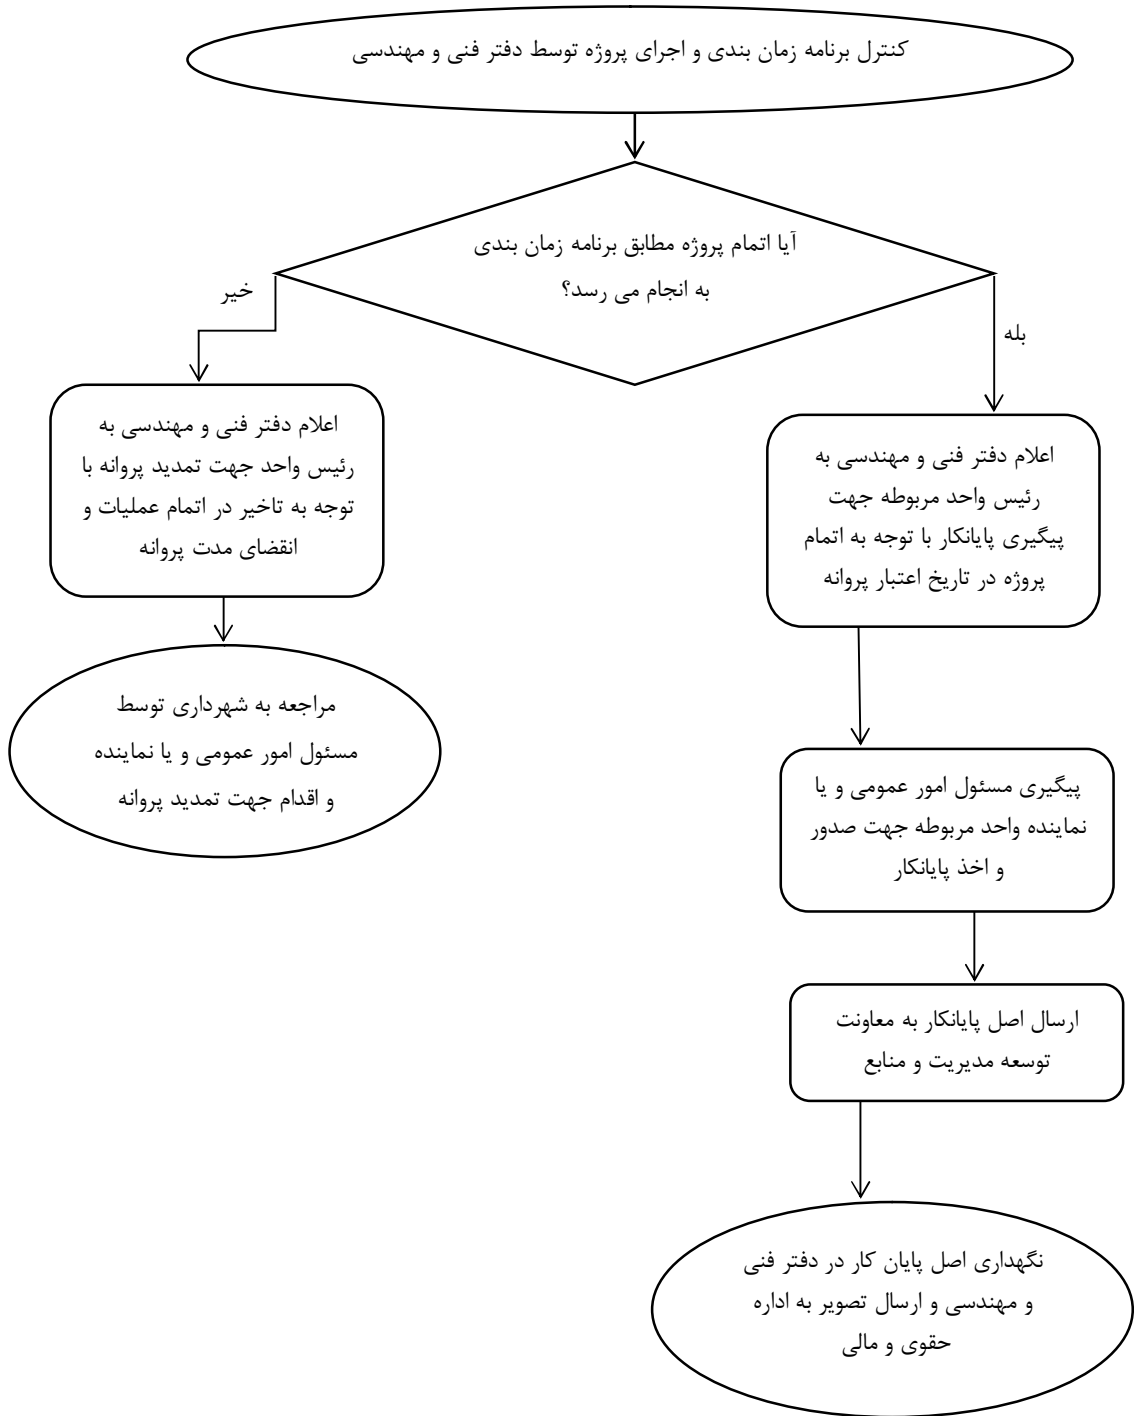 کنترل برنامه زمان بندی و اجرای پروژه توسط دفتر فنی و مهندسی
آیا اتمام پروژه مطابق برنامه زمان بندی
به انجام می رسد؟
بله
خیر
اعلام دفتر فنی و مهندسی به
رئیس واحد مربوطه جهت
پیگیری پایانکار با توجه به اتمام
پروژه در تاریخ اعتبار پروانه
پیگیری مسئول امور عمومی و یا
نماینده واحد مربوطه جهت صدور
و اخذ پایانکار
ارسال اصل پایانکار به معاونت
توسعه مدیریت و منابع
نگهداری اصل پایان کار در دفتر فنی
و مهندسی و ارسال تصویر به اداره
حقوی و مالی
اعلام دفتر فنی و مهندسی به
رئیس واحد جهت تمدید پروانه با
توجه به تاخیر در اتمام عملیات و
انقضای مدت پروانه
مراجعه به شهرداری توسط
مسئول امور عمومی و یا نماینده
و اقدام جهت تمدید پروانه